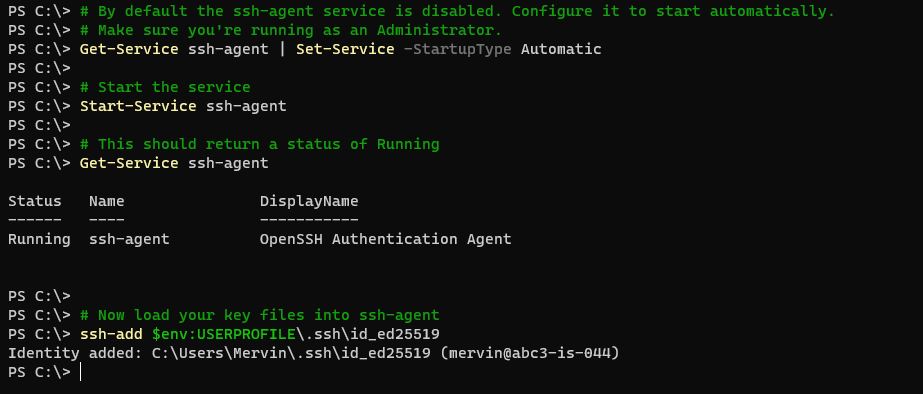 PS C:\> # By default the ssh-agent service is disabled. Configure it to start automatically.
PS C:\> # Make sure you're running as an Administrator.
PS C:\> Get-Service ssh-agent | Set-Service -StartupType Automatic
PS C:\>
PS C:\> # Start the service
PS C:\> Start-Service ssh-agent
PS C:\>
PS C:\> # This should return a status of Running
PS C:\> Get-Service ssh-agent
Status   Name               DisplayName
------   ----               -----------
Running  ssh-agent          OpenSSH Authentication Agent
PS C:\>
PS C:\> # Now load your key files into ssh-agent
PS C:\> ssh-add $env:USERPROFILE\.ssh\id_ed25519
Identity added: C:\Users\Mervin\.ssh\id_ed25519 (mervin@abc3-is-044)
PS C:\>